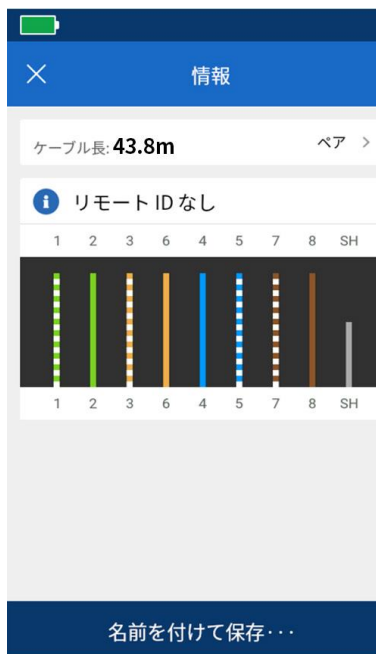 情報
ケーブル長: 43.8m ペア >
i リモート ID なし
1 2 3 6 4 5 7 8 SH
1 2 3 6 4 5 7 8 SH
名前を付けて保存･･･